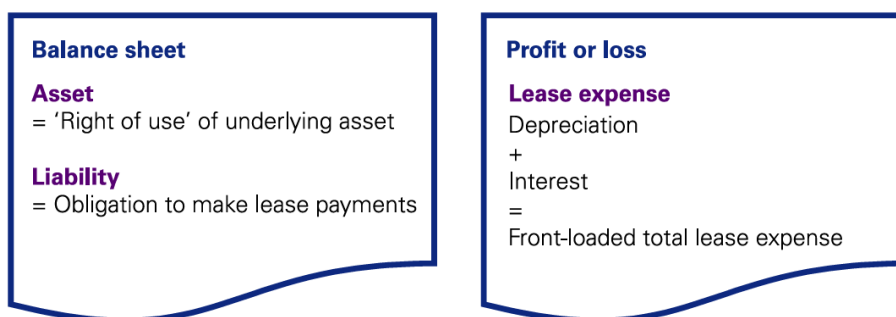 Balance sheet
Asset
= ‘Right of use’ of underlying asset
Liability
= Obligation to make lease payments
Profit or loss
Lease expense
Depreciation
+
Interest
=
Front-loaded total lease expense